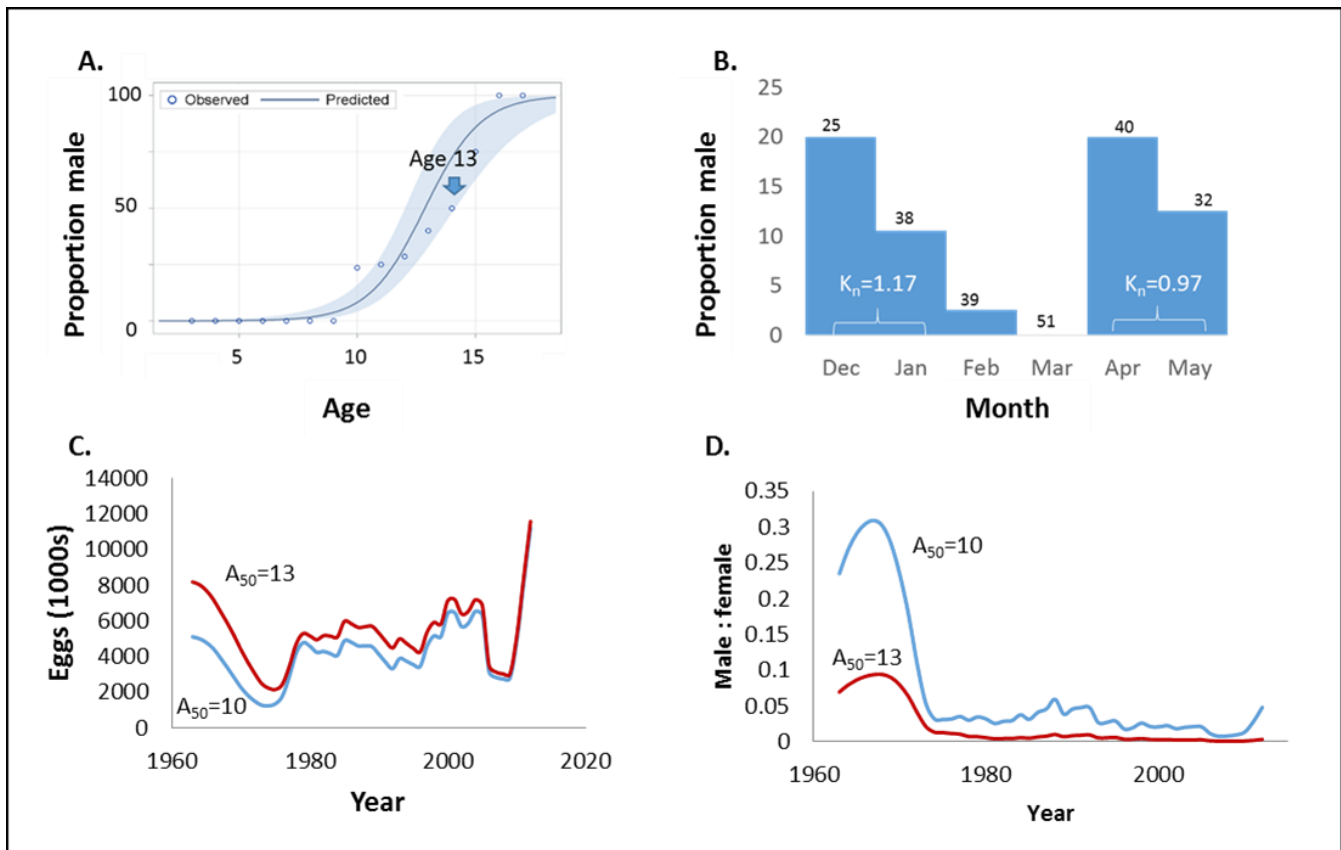 A.
Proportion male
100
50
0
Observed
Predicted
Age 13
5
10
15
Age
B.
Proportion male
25
20
15
10
5
0
25
38
39
51
40
32
Kn=1.17
Kn=0.97
Dec
Jan
Feb
Mar
Apr
May
Month
C.
Eggs (1000s)
14000
12000
10000
8000
6000
4000
2000
0
A50=13
A50=10
1960
1980
2000
2020
Year
D.
Male : female
0.35
0.3
0.25
0.2
0.15
0.1
0.05
0
A50=10
A50=13
1960
1980
2000
Year